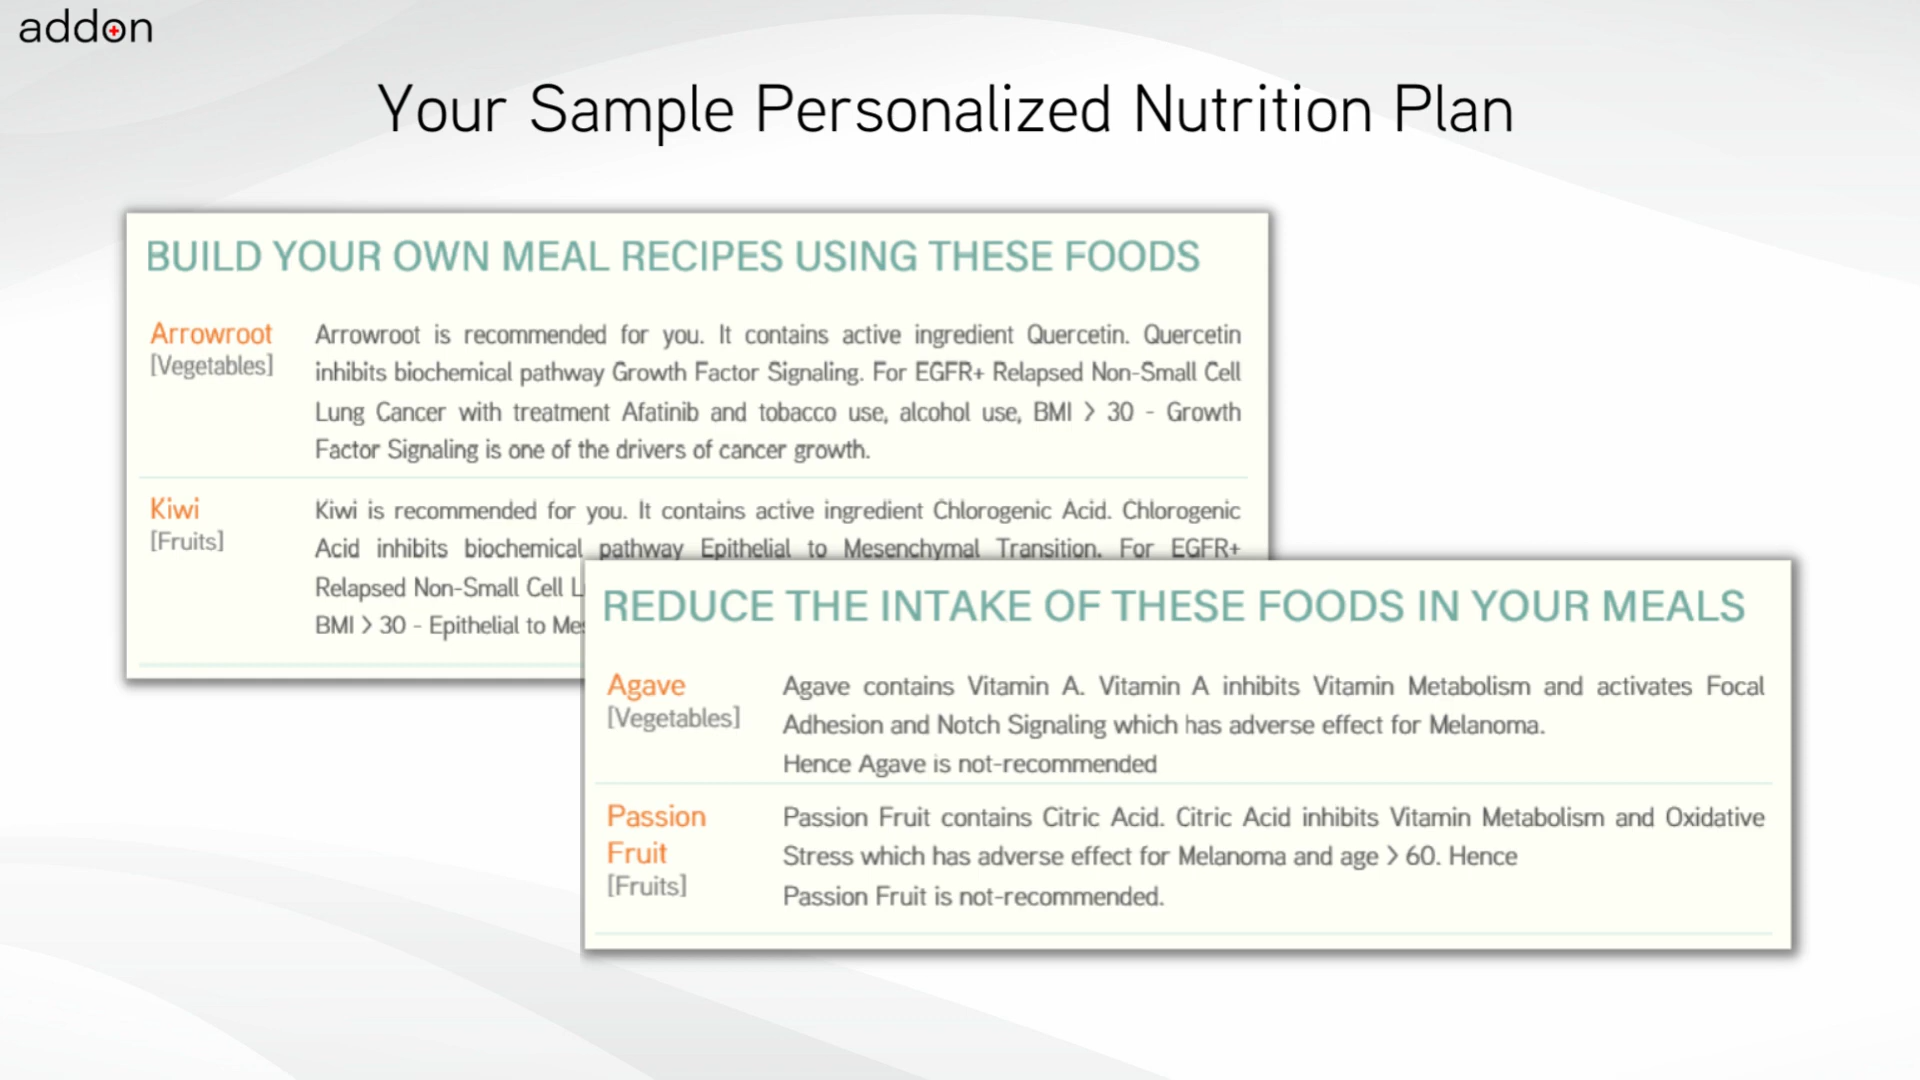 addon
Your Sample Personalized Nutrition Plan
BUILD YOUR OWN MEAL RECIPES USING THESE FOODS
Arrowroot
[Vegetables]
Arrowroot is recommended for you. It contains active ingredient Quercetin. Quercetin
inhibits biochemical pathway Growth Factor Signaling. For EGFR+ Relapsed Non-Small Cell
Lung Cancer with treatment Afatinib and tobacco use, alcohol use, BMI > 30 - Growth
Factor Signaling is one of the drivers of cancer growth.
Kiwi
[Fruits]
Kiwi is recommended for you. It contains active ingredient Chlorogenic Acid. Chlorogenic
Acid inhibits biochemical pathway Epithelial to Mesenchymal Transition. For EGFR+
Relapsed Non-Small Cell
BMI > 30 - Epithelial to
REDUCE THE INTAKE OF THESE FOODS IN YOUR MEALS
Agave
[Vegetables]
Agave contains Vitamin A. Vitamin A inhibits Vitamin Metabolism and activates Focal
Adhesion and Notch Signaling which has adverse effect for Melanoma.
Hence Agave is not-recommended
Passion
Fruit
[Fruits]
Passion Fruit contains Citric Acid. Citric Acid inhibits Vitamin Metabolism and Oxidative
Stress which has adverse effect for Melanoma and age > 60. Hence
Passion Fruit is not-recommended.